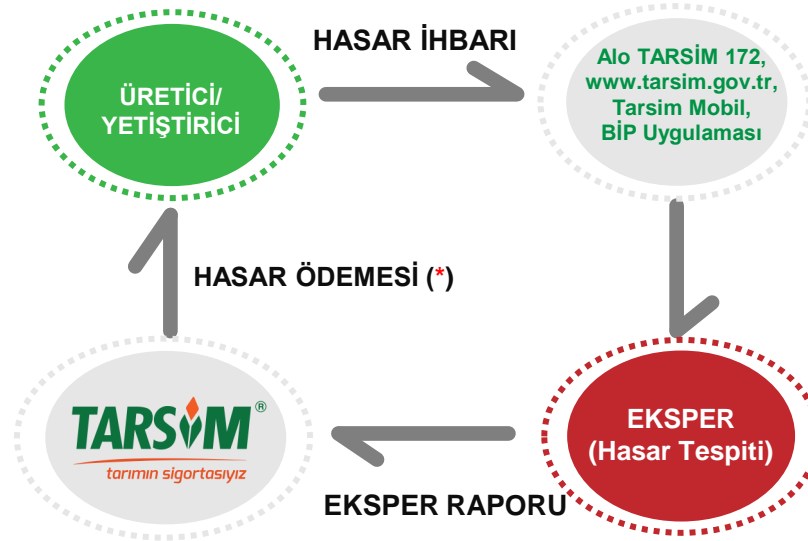 HASAR İHBARI
ÜRETİCİ/
YETİŞTİRİCİ
Alo TARSİM 172,
www.tarsim.gov.tr,
Tarsim Mobil,
BİP Uygulaması
HASAR ÖDEMESİ (*)
TARSİM®
tarımın sigortasıyız
EKSPER
(Hasar Tespiti)
EKSPER RAPORU